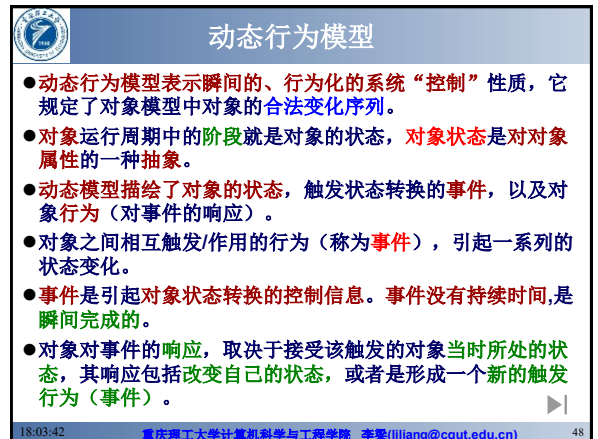 动态行为模型
●动态行为模型表示瞬间的、行为化的系统“控制”性质，它
规定了对象模型中对象的合法变化序列。
●对象运行周期中的阶段就是对象的状态，对象状态是对对象
属性的一种抽象。
●动态模型描绘了对象的状态，触发状态转换的事件，以及对
象行为（对事件的响应）。
●对象之间相互触发/作用的行为（称为事件），引起一系列的
状态变化。
●事件是引起对象状态转换的控制信息。事件没有持续时间,是
瞬间完成的。
●对象对事件的响应，取决于接受该触发的对象当时所处的状
态，其响应包括改变自己的状态，或者是形成一个新的触发
行为（事件）。
18:03:42
重庆理工大学计算机科学与工程学院 李梁(liliang@cqut.edu.cn)
48